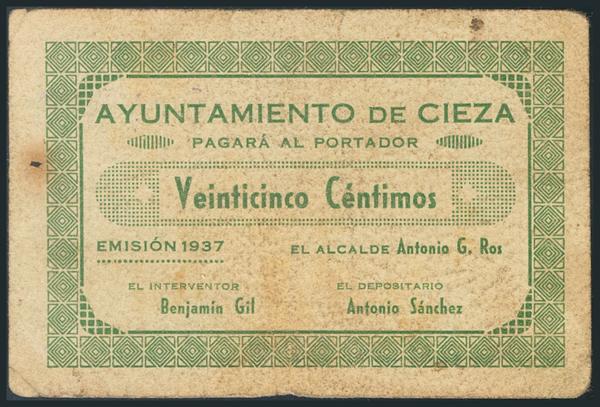 AYUNTAMIENTO DE CIEZA
PAGARÁ AL PORTADOR
Veinticinco Céntimos
EMISIÓN 1937
EL ALCALDE Antonio G. Ros
EL INTERVENTOR
Benjamín Gil
EL DEPOSITARIO
Antonio Sánchez